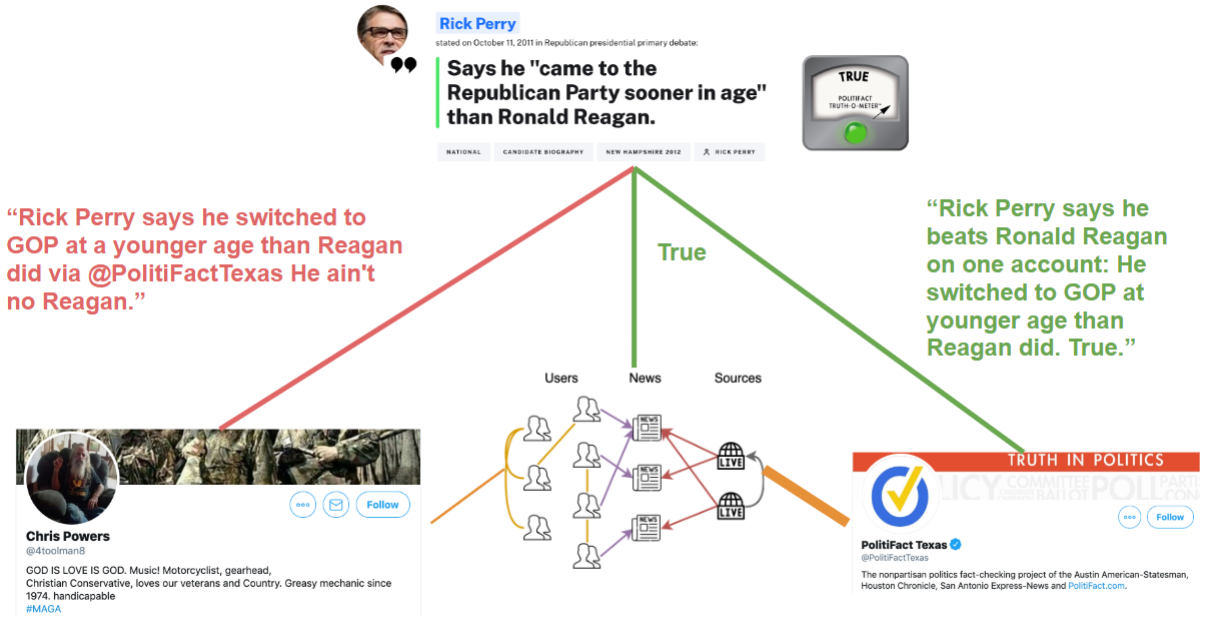 Rick Perry
stated on October 11, 2011 in Republican presidential primary debate:
Says he "came to the
Republican Party sooner in age"
than Ronald Reagan.
NATIONAL
CANDIDATE BIOGRAPHY
NEW HAMPSHIRE 2012
RICK PERRY
TRUE
POLITIFACT
TRUTH-O-METER™
“Rick Perry says he switched to
GOP at a younger age than Reagan
did via @PolitiFactTexas He ain't
no Reagan.”
True
“Rick Perry says he
beats Ronald Reagan
on one account: He
switched to GOP at
younger age than
Reagan did. True.”
Users
News
Sources
NEWS
NEWS
NEWS
LIVE
LIVE
Follow
Chris Powers
@4toolman8
GOD IS LOVE IS GOD. Music! Motorcyclist, gearhead,
Christian Conservative, loves our veterans and Country. Greasy mechanic since
1974. handicapable
#MAGA
TRUTH IN POLITICS
LICY
COMMITTEE
BALLOT
POLL
PARTI
CON
Follow
PolitiFact Texas
@PolitiFactTexas
The nonpartisan politics fact-checking project of the Austin American-Statesman,
Houston Chronicle, San Antonio Express-News and PolitiFact.com.